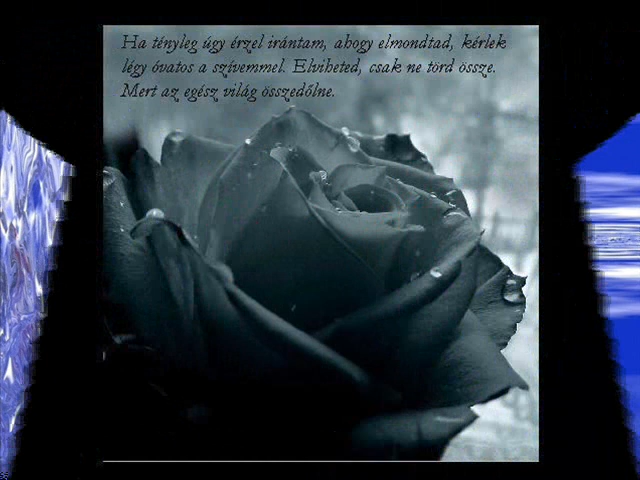 Ha tényleg úgy érzel irántam, ahogy elmondtad, kérlek
légy óvatos a szívemmel. Elviheted, csak ne törd össze.
Mert az egész világ összedőlne.